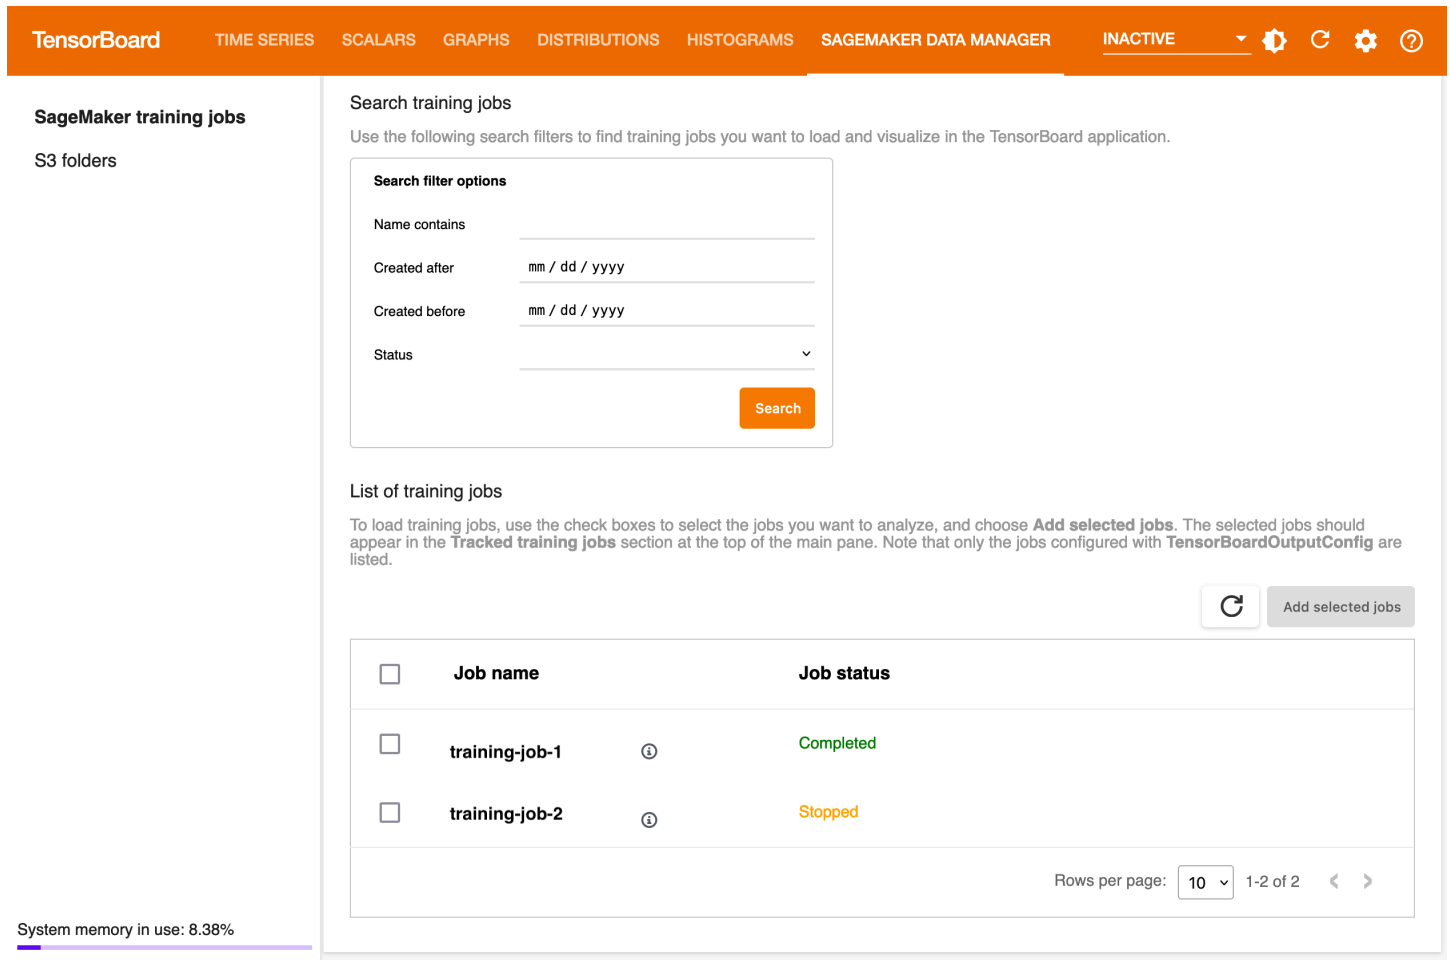 TensorBoard TIME SERIES SCALARS GRAPHS DISTRIBUTIONS HISTOGRAMS SAGEMAKER DATA MANAGER INACTIVE
SageMaker training jobs
S3 folders
Search training jobs
Use the following search filters to find training jobs you want to load and visualize in the TensorBoard application.
Search filter options
Name contains
Created after mm / dd / yyyy
Created before mm / dd / yyyy
Status
Search
List of training jobs
To load training jobs, use the check boxes to select the jobs you want to analyze, and choose Add selected jobs. The selected jobs should
appear in the Tracked training jobs section at the top of the main pane. Note that only the jobs configured with TensorBoardOutputConfig are
listed.
Add selected jobs
Job name Job status
training-job-1 Completed
training-job-2 Stopped
Rows per page: 10 1-2 of 2
System memory in use: 8.38%